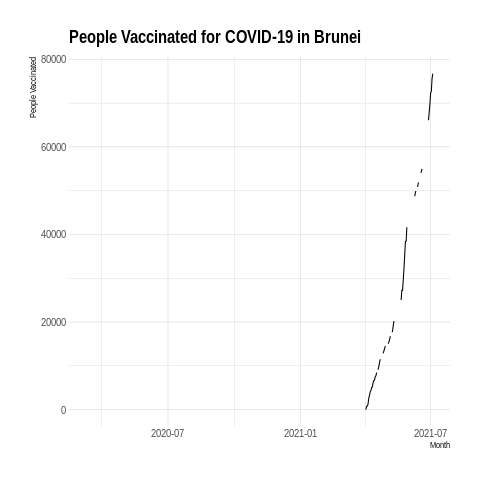 People Vaccinated for COVID-19 in Brunei
People Vaccinated
80000
60000
40000
20000
0
2020-07
2021-01
2021-07
Month